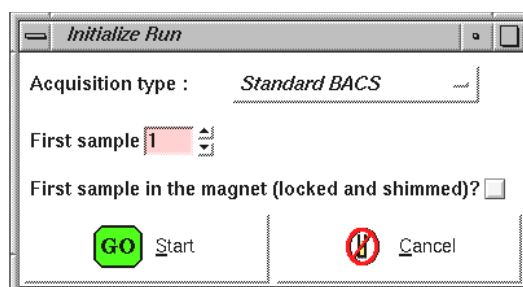 Initialize Run
Acquisition type : Standard BACS
First sample 1
First sample in the magnet (locked and shimmed)?
GO Start Cancel